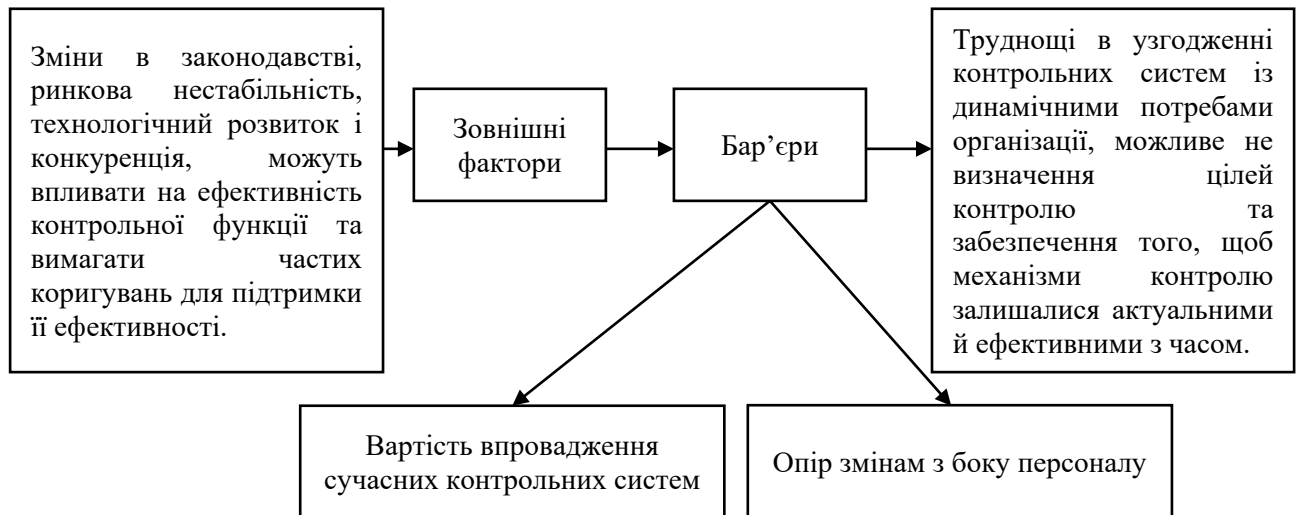 Зміни в законодавстві,
ринкова нестабільність,
технологічний розвиток і
конкуренція, можуть
впливати на ефективність
контрольної функції та
вимагати частих
коригувань для підтримки
її ефективності.
Зовнішні
фактори
Бар’єри
Труднощі в узгодженні
контрольних систем із
динамічними потребами
організації, можливе не
визначення цілей
контролю та
забезпечення того, щоб
механізми контролю
залишалися актуальними
й ефективними з часом.
Вартість впровадження
сучасних контрольних систем
Опір змінам з боку персоналу